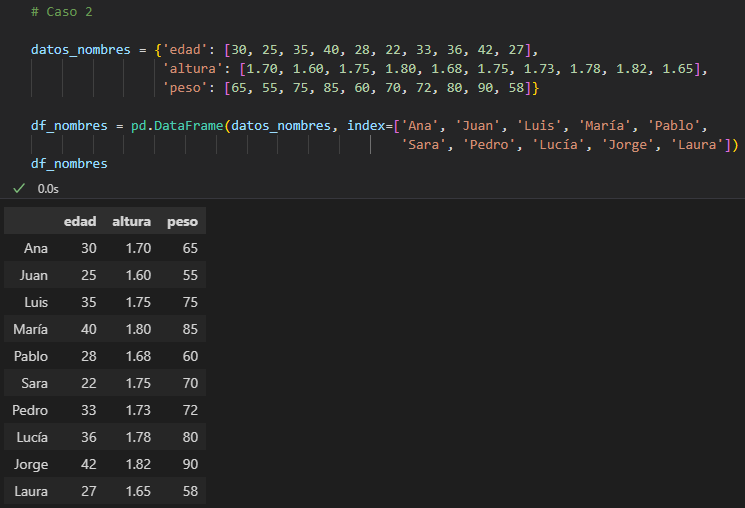 # Caso 2
datos_nombres = {'edad': [30, 25, 35, 40, 28, 22, 33, 36, 42, 27],
'altura': [1.70, 1.60, 1.75, 1.80, 1.68, 1.75, 1.73, 1.78, 1.82, 1.65],
'peso': [65, 55, 75, 85, 60, 70, 72, 80, 90, 58]}
df_nombres = pd.DataFrame(datos_nombres, index=['Ana', 'Juan', 'Luis', 'María', 'Pablo',
'Sara', 'Pedro', 'Lucía', 'Jorge', 'Laura'])
df_nombres
0.0s
edad altura peso
Ana 30 1.70 65
Juan 25 1.60 55
Luis 35 1.75 75
María 40 1.80 85
Pablo 28 1.68 60
Sara 22 1.75 70
Pedro 33 1.73 72
Lucía 36 1.78 80
Jorge 42 1.82 90
Laura 27 1.65 58